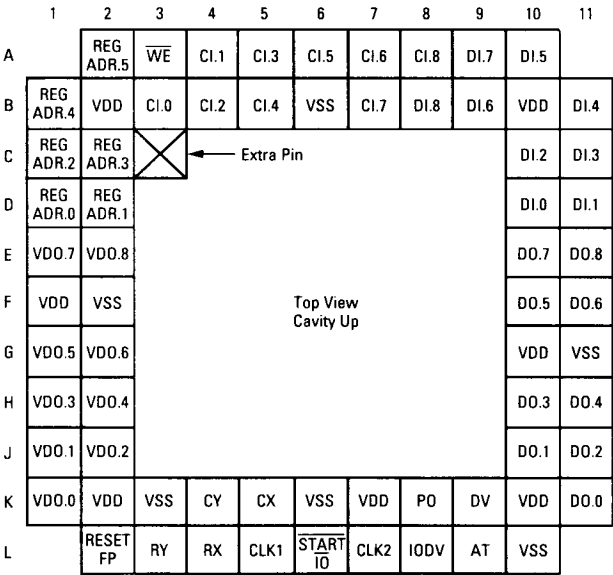 1 2 3 4 5 6 7 8 9 10 11
A REG ADR.5 WE CI.1 CI.3 CI.5 CI.6 CI.8 DI.7 DI.5
B REG ADR.4 VDD CI.0 CI.2 CI.4 VSS CI.7 DI.8 DI.6 VDD DI.4
C REG ADR.2 REG ADR.3 Extra Pin DI.2 DI.3
D REG ADR.0 REG ADR.1 DI.0 DI.1
E VDO.7 VDO.8 DO.7 DO.8
F VDD VSS Top View Cavity Up DO.5 DO.6
G VDO.5 VDO.6 VDD VSS
H VDO.3 VDO.4 DO.3 DO.4
J VDO.1 VDO.2 DO.1 DO.2
K VDO.0 VDD VSS CY CX VSS VDD PO DV VDD DO.0
L RESET FP RY RX CLK1 START IO CLK2 IODV AT VSS